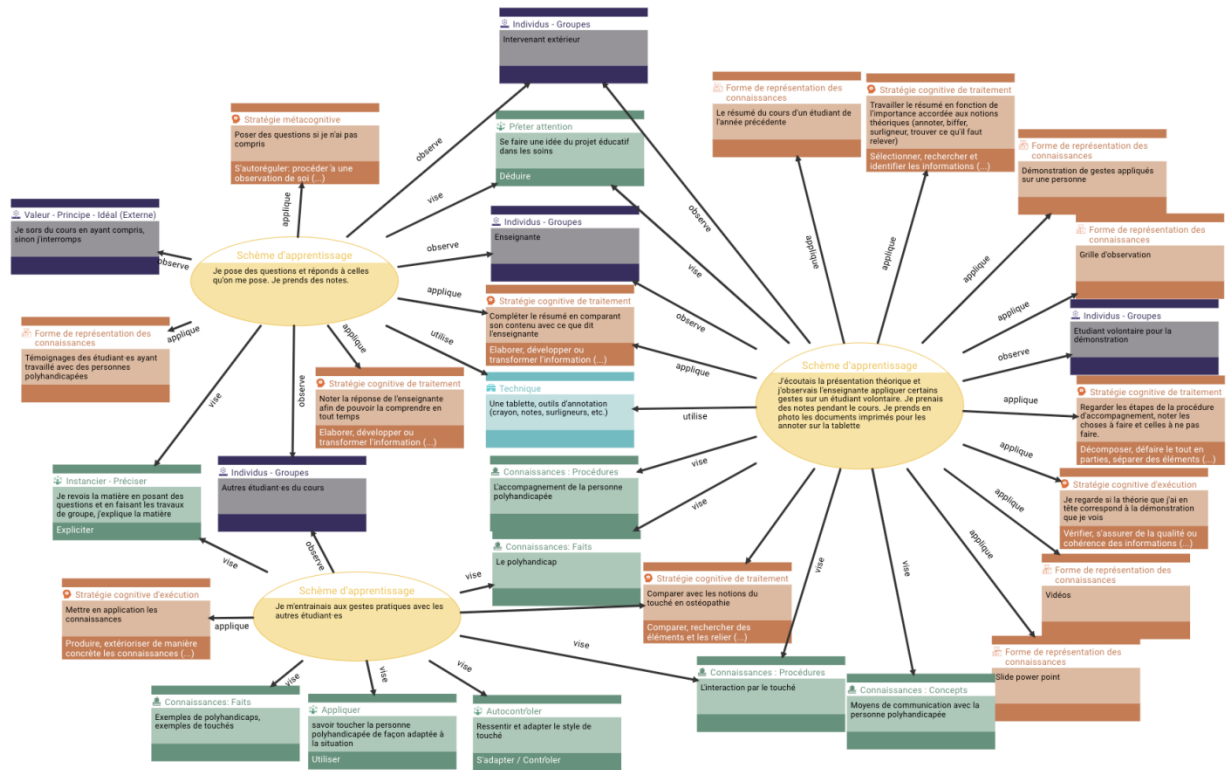 Individus - Groupes
Intervenant extérieur
Forme de représentation des
connaissances
Le résumé du cours d'un étudiant de
l'année précédente
Stratégie cognitive de traitement
Travailler le résumé en fonction de
l'importance accordée aux notions
théoriques (annoter, biffer,
surligneur, trouver ce qu'il faut
relever)
Sélectionner, rechercher et
identifier les informations (...)
Stratégie métacognitive
Poser des questions si je n'ai pas
compris
S'autoréguler: procéder à une
observation de soi (...)
Prêter attention
Se faire une idée du projet éducatif
dans les soins
Déduire
Forme de représentation des
connaissances
Démonstration de gestes appliqués
sur une personne
Valeur - Principe - Idéal (Externe)
Je sors du cours en ayant compris,
sinon j'interromps
Individus - Groupes
Enseignante
Forme de représentation des
connaissances
Grille d'observation
Schème d'apprentissage
Je pose des questions et réponds à celles
qu'on me pose. Je prends des notes.
Stratégie cognitive de traitement
Compléter le résumé en comparant
son contenu avec ce que dit
l'enseignante
Elaborer, développer ou
transformer l'information (...)
Individus - Groupes
Etudiant volontaire pour la
démonstration
Forme de représentation des
connaissances
Témoignages des étudiant·es ayant
travaillé avec des personnes
polyhandicapées
Stratégie cognitive de traitement
Noter la réponse de l'enseignante
afin de pouvoir la comprendre en
tout temps
Elaborer, développer ou
transformer l'information (...)
Technique
Une tablette, outils d'annotation
(crayon, notes, surligneurs, etc.)
Schème d'apprentissage
J'écoutais la présentation théorique et
j'observais l'enseignante appliquer certains
gestes sur un étudiant volontaire. Je prenais
des notes pendant le cours. Je prends en
photo les documents imprimés pour les
annoter sur la tablette
Stratégie cognitive de traitement
Regarder les étapes de la procédure
d'accompagnement, noter les
choses à faire et celles à ne pas
faire.
Décomposer, défaire le tout en
parties, séparer des éléments (...)
Instancier - Préciser
Je revois la matière en posant des
questions et en faisant les travaux
de groupe, j'explique la matière
Expliciter
Individus - Groupes
Autres étudiant·es du cours
Connaissances : Procédures
L'accompagnement de la personne
polyhandicapée
Stratégie cognitive d'exécution
Je regarde si la théorie que j'ai en
tête correspond à la démonstration
que je vois
Vérifier, s'assurer de la qualité ou
cohérence des informations (...)
Connaissances: Faits
Le polyhandicap
Stratégie cognitive de traitement
Comparer avec les notions du
touché en ostéopathie
Comparer, rechercher des
éléments et les relier (...)
Forme de représentation des
connaissances
Vidéos
Stratégie cognitive d'exécution
Mettre en application les
connaissances
Produire, extérioriser de manière
concrète les connaissances (...)
Schème d'apprentissage
Je m'entrainais aux gestes pratiques avec les
autres étudiant·es
Forme de représentation des
connaissances
Slide power point
Connaissances : Procédures
L'interaction par le touché
Connaissances : Concepts
Moyens de communication avec la
personne polyhandicapée
Connaissances: Faits
Exemples de polyhandicaps,
exemples de touchés
Appliquer
savoir toucher la personne
polyhandicapée de façon adaptée à
la situation
Utiliser
Autocontrôler
Ressentir et adapter le style de
touché
S'adapter / Contrôler
applique
observe
vise
observe
observe
applique
utilise
applique
applique
vise
observe
observe
vise
observe
applique
utilise
vise
vise
applique
applique
applique
applique
observe
applique
applique
applique
applique
vise
vise
vise
observe
vise
applique
vise
vise
vise
vise